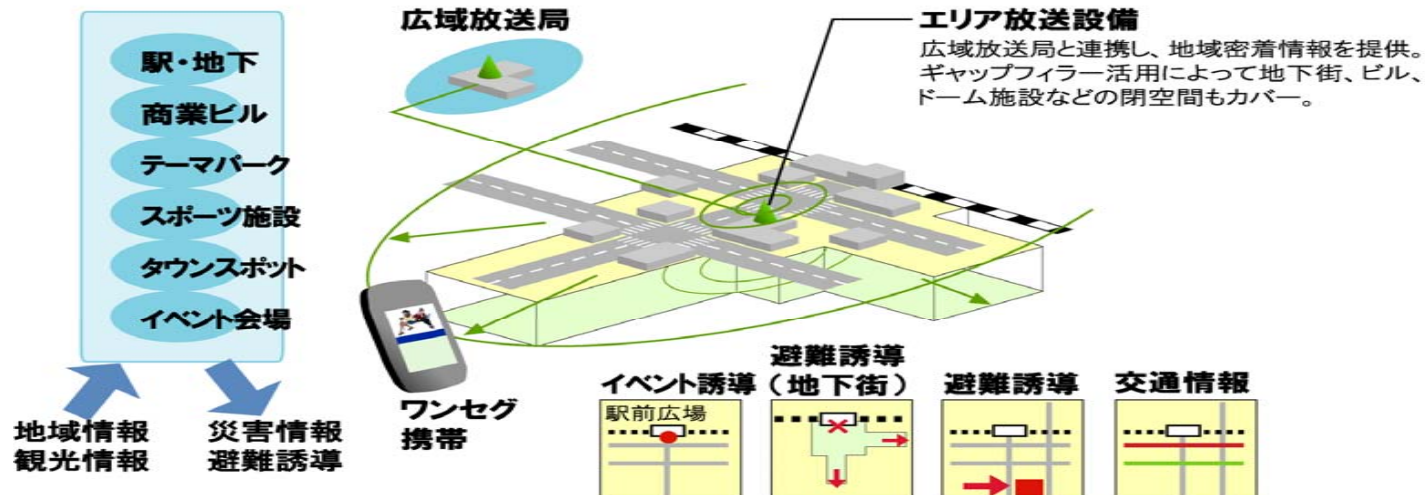 広域放送局
エリア放送設備
広域放送局と連携し、地域密着情報を提供。
ギャップフィラー活用によって地下街、ビル、
ドーム施設などの閉空間もカバー。
駅・地下
商業ビル
テーマパーク
スポーツ施設
タウンスポット
イベント会場
地域情報
観光情報
災害情報
避難誘導
ワンセグ
携帯
イベント誘導
駅前広場
避難誘導
（地下街）
避難誘導
交通情報